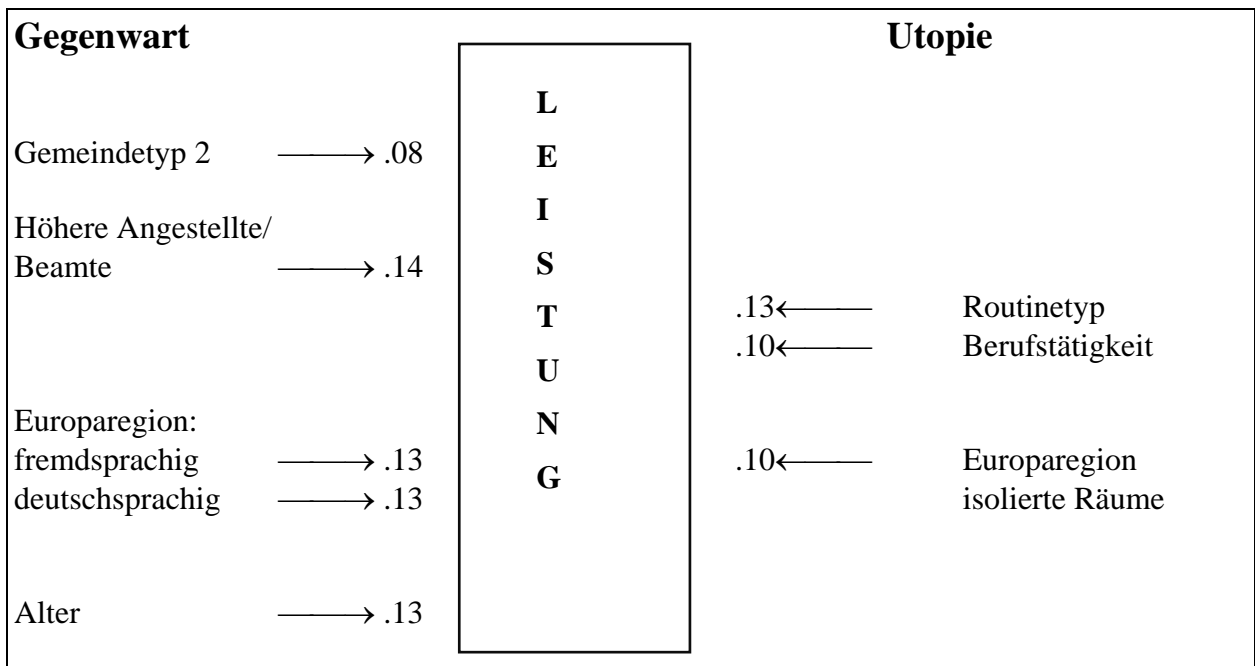 Gegenwart
Utopie
Gemeindetyp 2 → .08
Höhere Angestellte/
Beamte → .14
Europaregion:
fremdsprachig → .13
deutschsprachig → .13
Alter → .13
L
E
I
S
T
U
N
G
.13← Routinetyp
.10← Berufstätigkeit
.10← Europaregion
isolierte Räume